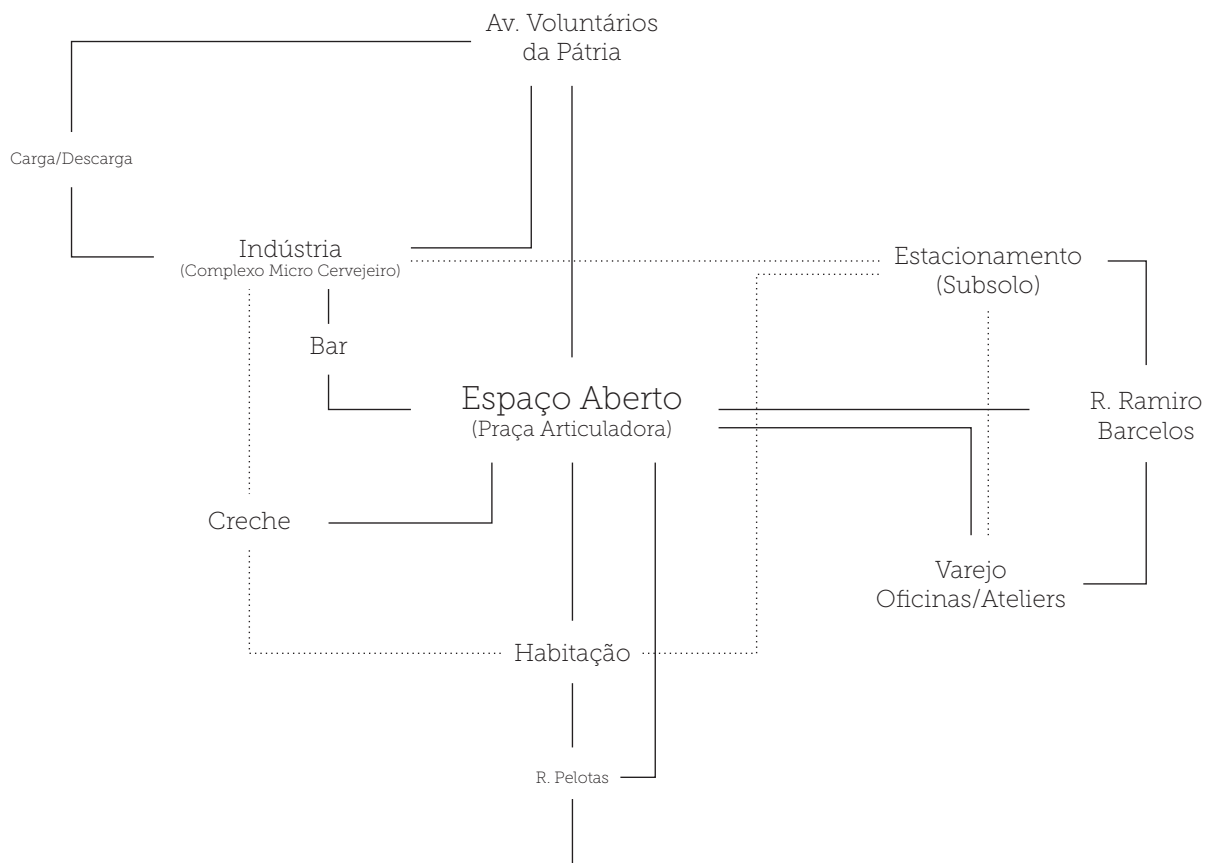 Av. Voluntários
da Pátria
Carga/Descarga
Indústria
(Complexo Micro Cervejeiro)
Estacionamento
(Subsolo)
Bar
Espaço Aberto
(Praça Articuladora)
R. Ramiro
Barcelos
Creche
Varejo
Oficinas/Ateliers
Habitação
R. Pelotas